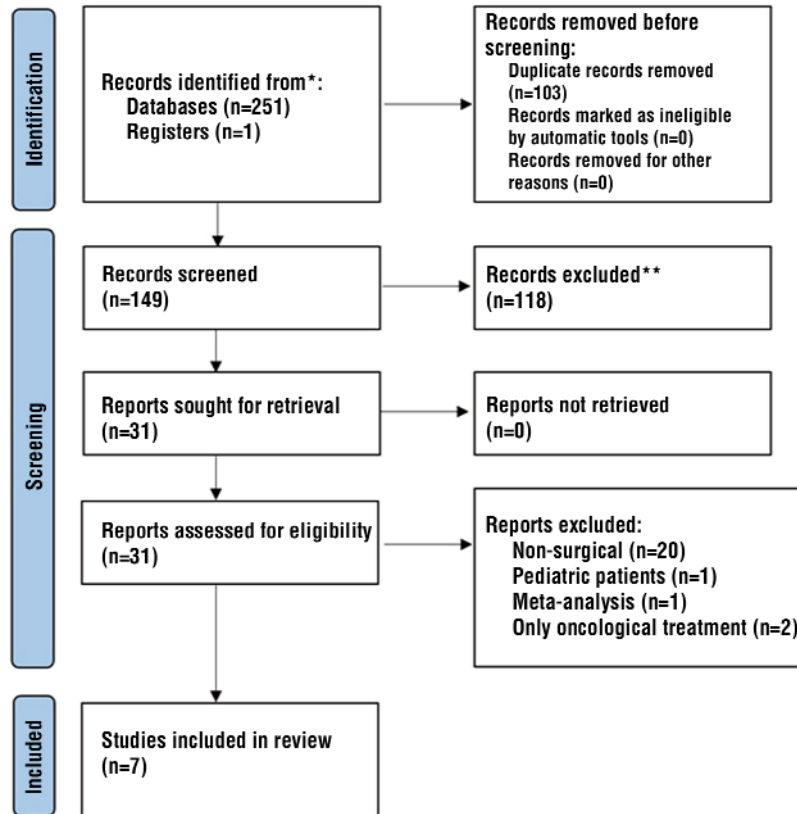 Identification
Records identified from*:
Databases (n=251)
Registers (n=1)
Records removed before
screening:
Duplicate records removed
(n=103)
Records marked as ineligible
by automatic tools (n=0)
Records removed for other
reasons (n=0)
Screening
Records screened
(n=149)
Records excluded**
(n=118)
Reports sought for retrieval
(n=31)
Reports not retrieved
(n=0)
Reports assessed for eligibility
(n=31)
Reports excluded:
Non-surgical (n=20)
Pediatric patients (n=1)
Meta-analysis (n=1)
Only oncological treatment (n=2)
Included
Studies included in review
(n=7)